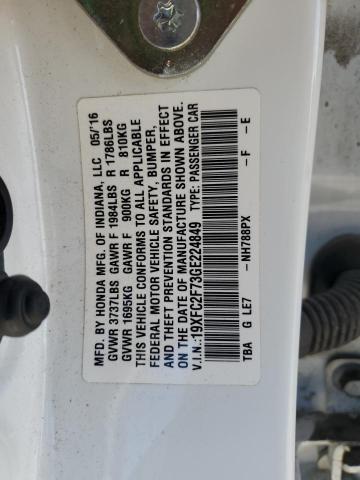 MFD. BY HONDA MFG. OF INDIANA, LLC 05/'16
GVWR 3737LBS GAWR F 1984LBS R 1786LBS
GVWR 1695KG GAWR F 900KG R 810KG
THIS VEHICLE CONFORMS TO ALL APPLICABLE
FEDERAL MOTOR VEHICLE SAFETY, BUMPER,
AND THEFT PREVENTION STANDARDS IN EFFECT
ON THE DATE OF MANUFACTURE SHOWN ABOVE.
V.I.N.:19XFC2F73GE224849 TYPE: PASSENGER CAR
TBA G LE7 - NH788PX - F - E